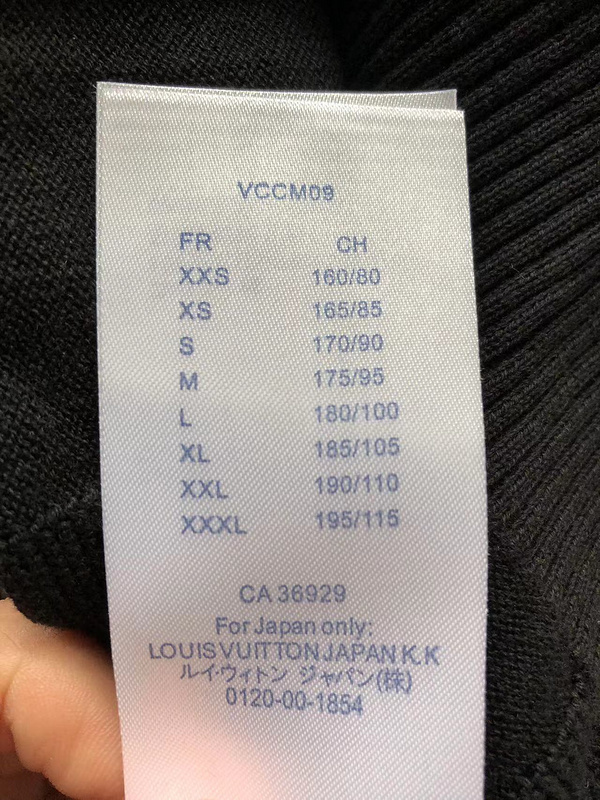 VCCM09
FR CH
XXS 160/80
XS 165/85
S 170/90
M 175/95
L 180/100
XL 185/105
XXL 190/110
XXXL 195/115
CA 36929
For Japan only:
LOUIS VUITTON JAPAN K.K
ルイ・ウィトン ジャパン(株)
0120-00-1854